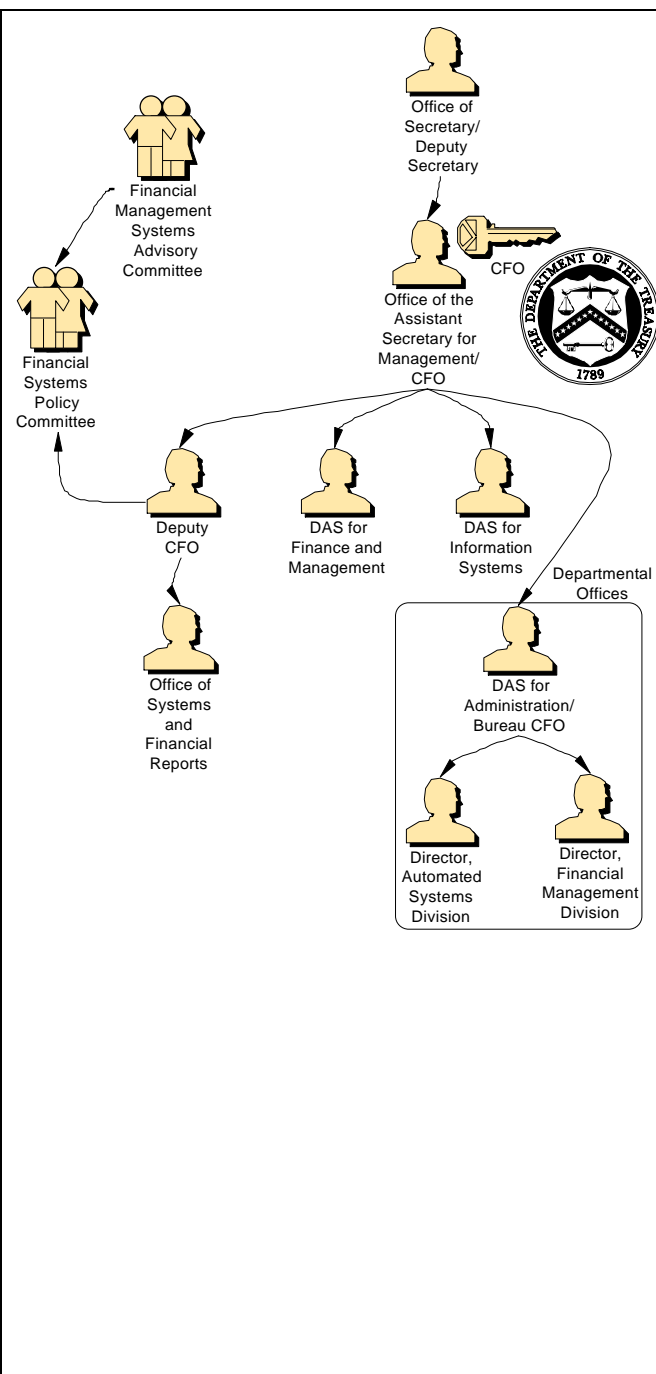 Office of
Secretary/
Deputy
Secretary
Financial
Management
Systems
Advisory
Committee
CFO
Office of the
Assistant
Secretary for
Management/
CFO
THE DEPARTMENT OF THE TREASURY
1789
Financial
Systems
Policy
Committee
Deputy
CFO
DAS for
Finance and
Management
DAS for
Information
Systems
Departmental
Offices
Office of
Systems
and
Financial
Reports
DAS for
Administration/
Bureau CFO
Director,
Automated
Systems
Division
Director,
Financial
Management
Division